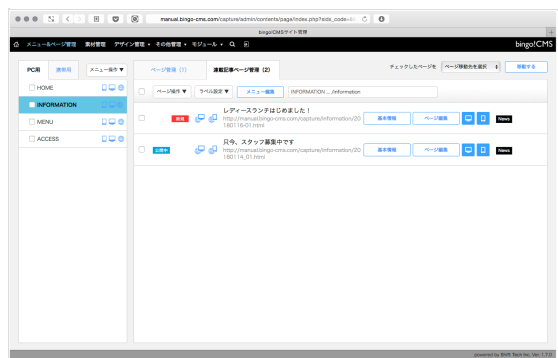 manual.bingo-cms.com/capture/admin/contents/page/index.php?side_code=
bingo!CMSサイト管理
メニュー&ページ管理 素材管理 デザイン管理 その他管理 モジュール bingo!CMS
PC用 携帯用 メニュー操作▼
ページ管理 (1) 連載記事ページ管理 (2) チェックしたページを ページ移動先を選択 移動する
HOME
INFORMATION
MENU
ACCESS
ページ操作▼ ラベル設定▼ メニュー編集 INFORMATION .../information
レディースランチはじめました!
http://manual.bingo-cms.com/capture/information/20
180116-01.html
基本情報 ページ編集 News
公開中
只今、スタッフ募集中です
http://manual.bingo-cms.com/capture/information/20
180114_01.html
基本情報 ページ編集 News
powered by Shift Tech Inc. Ver. 1.7.0